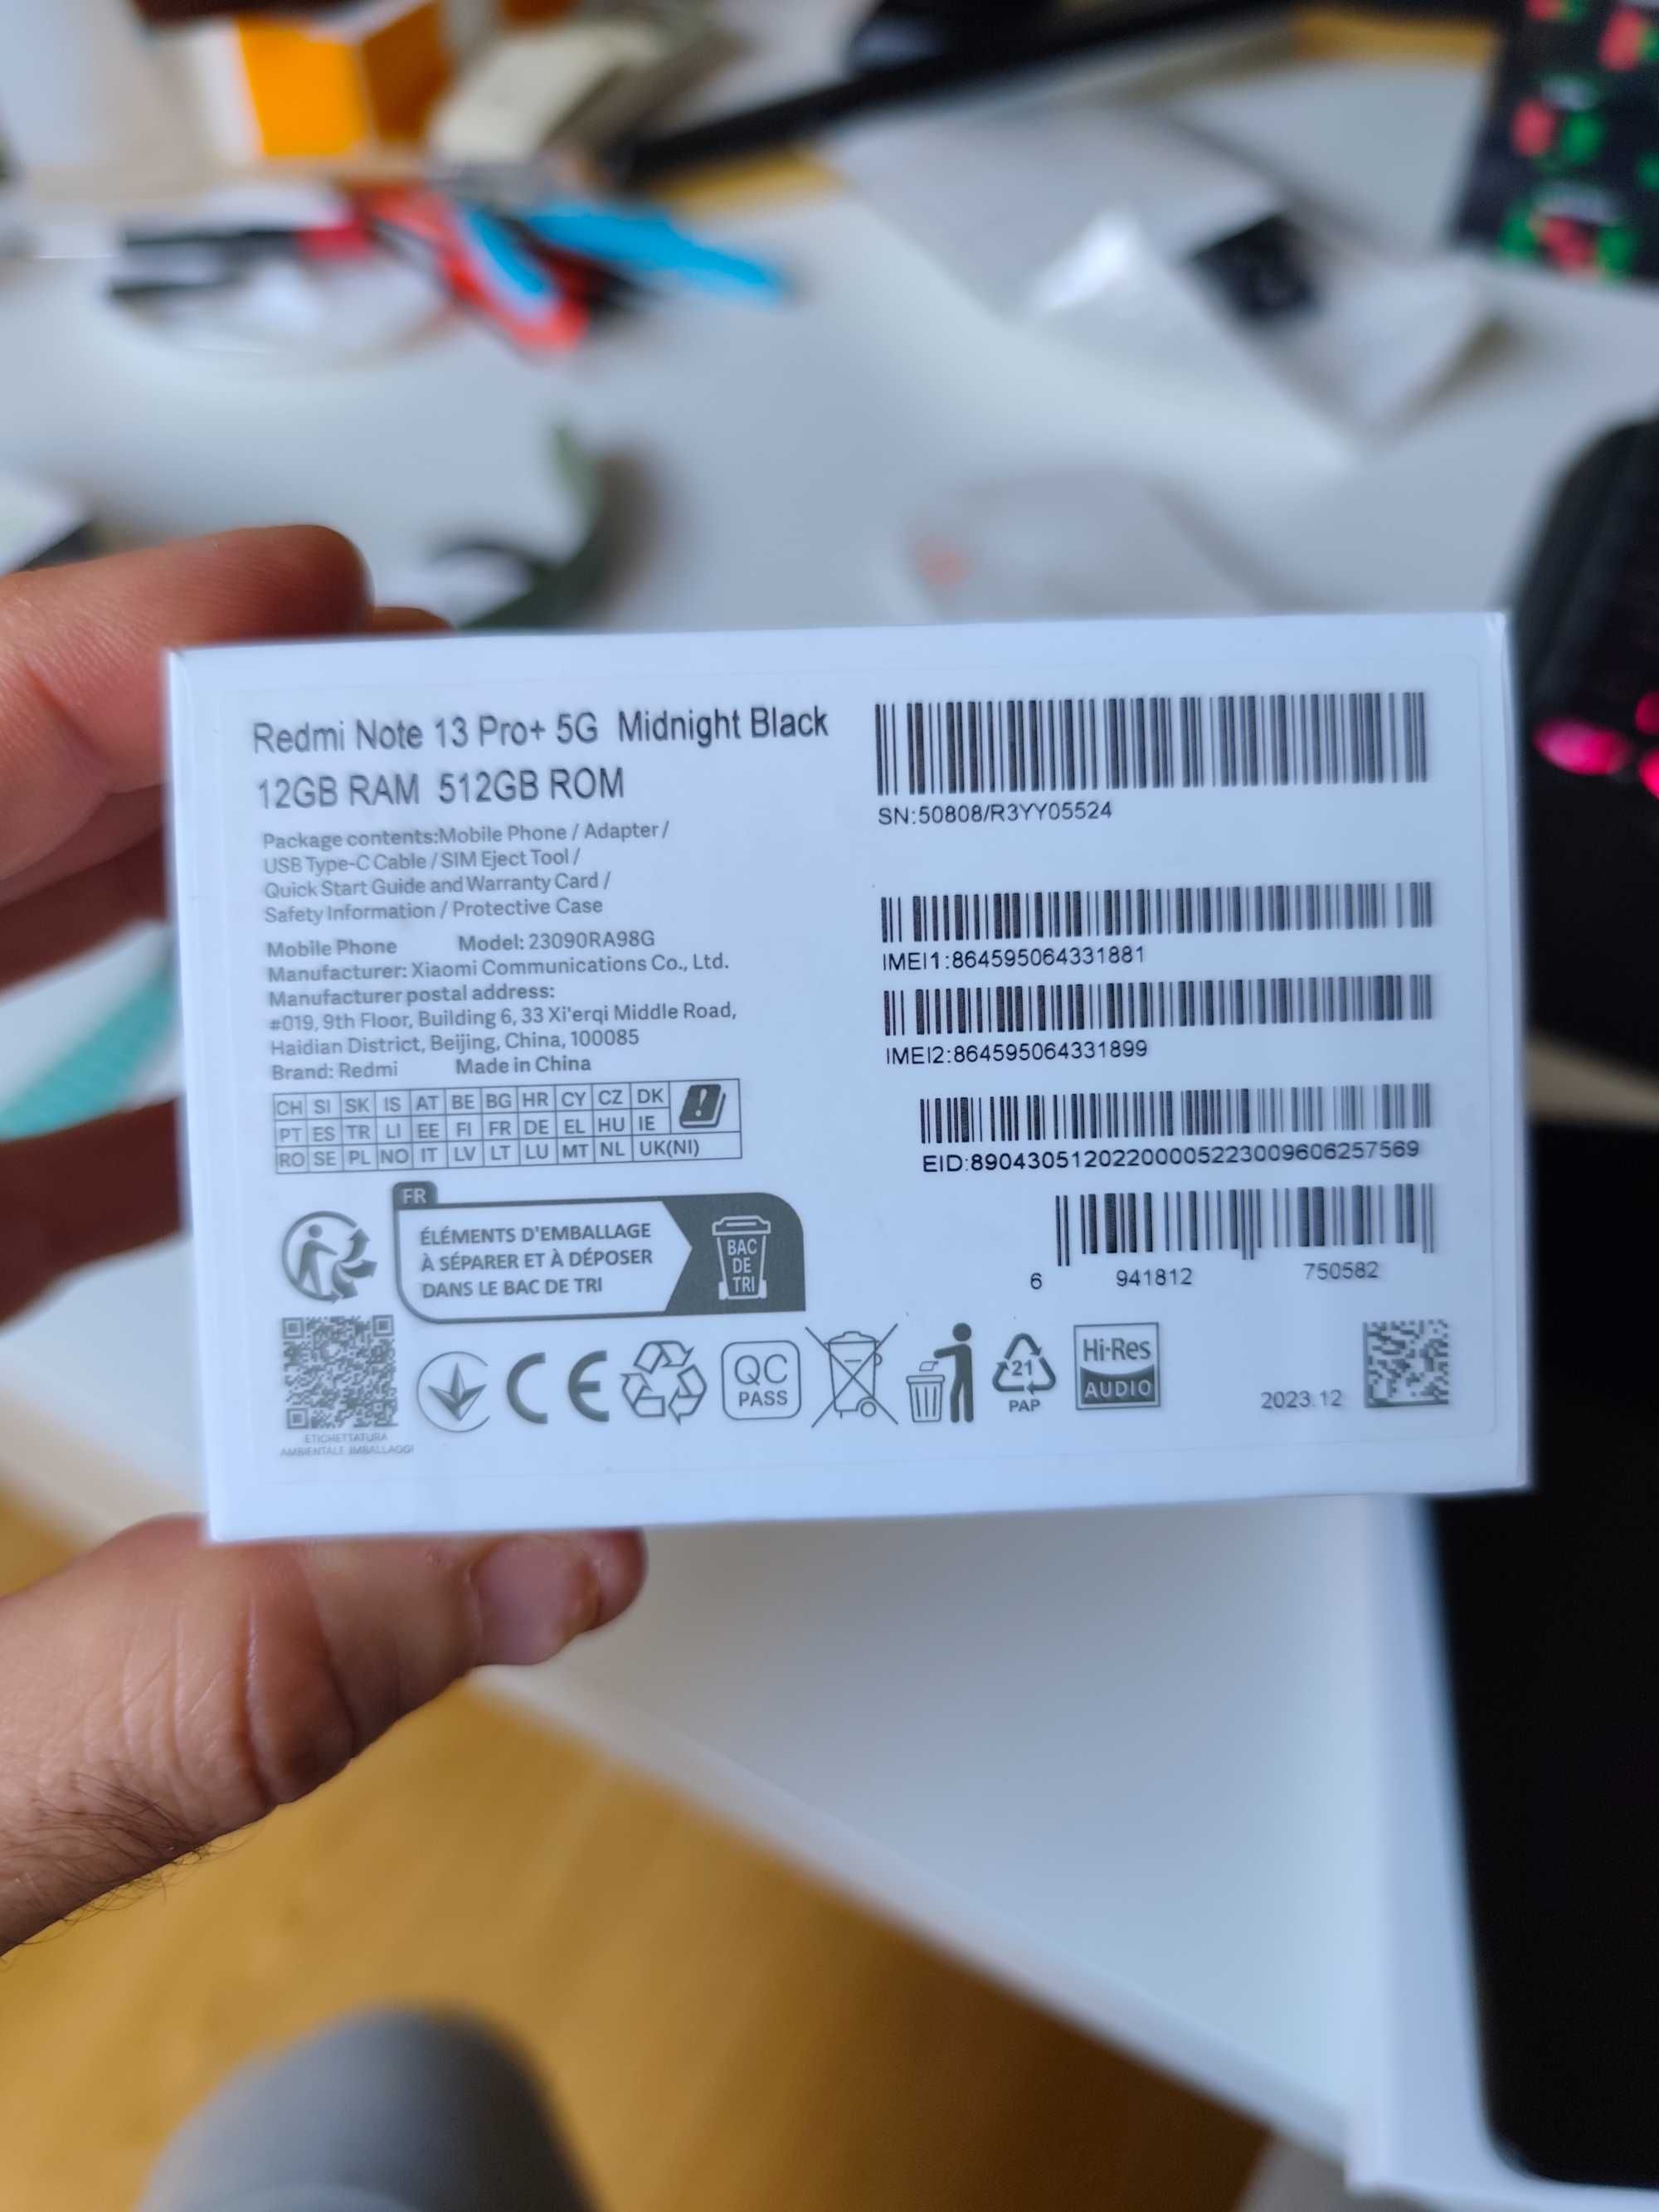 Redmi Note 13 Pro+ 5G Midnight Black
12GB RAM 512GB ROM
Package contents:Mobile Phone / Adapter /
USB Type-C Cable / SIM Eject Tool /
Quick Start Guide and Warranty Card /
Safety Information / Protective Case
Mobile Phone Model: 23090RA98G
Manufacturer: Xiaomi Communications Co., Ltd.
Manufacturer postal address:
#019, 9th Floor, Building 6, 33 Xi'erqi Middle Road,
Haidian District, Beijing, China, 100085
Brand: Redmi Made in China
CH SI SK IS AT BE BG HR CY CZ DK
PT ES TR LI EE FI FR DE EL HU IE
RO SE PL NO IT LV LT LU MT NL UK(NI)
FR
ÉLÉMENTS D'EMBALLAGE
À SÉPARER ET À DÉPOSER
DANS LE BAC DE TRI
BAC
DE
TRI
ETICHETTATURA
AMBIENTALE IMBALLAGGI
CE
QC
PASS
21
PAP
Hi-Res
AUDIO
SN:50808/R3YY05524
IMEI1:864595064331881
IMEI2:864595064331899
EID:89043051202200005223009606257569
6 941812 750582
2023.12